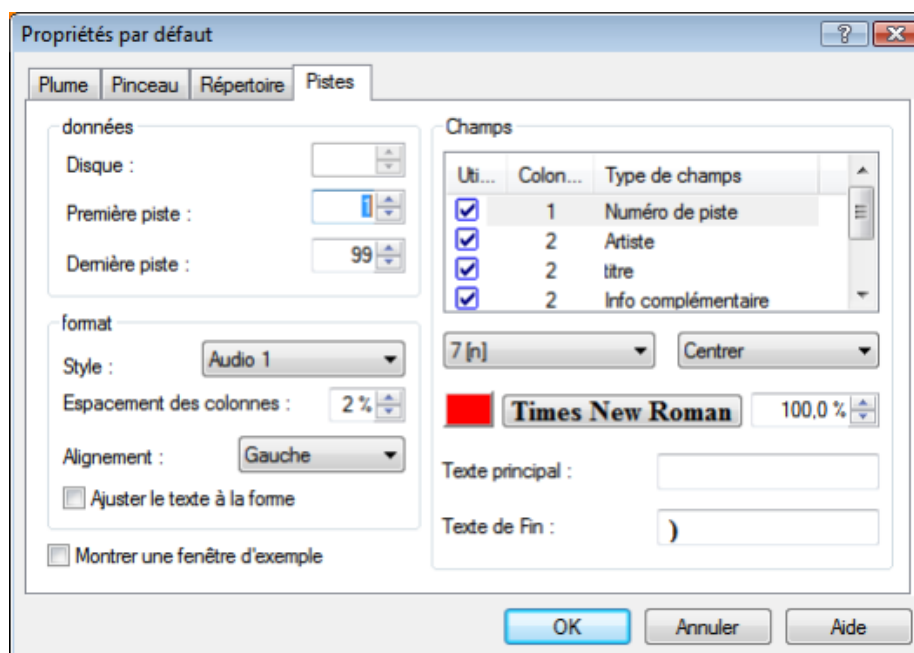 Propriétés par défaut
Plume Pinceau Répertoire Pistes
données
Disque :
Première piste : 1
Dernière piste : 99
format
Style : Audio 1
Espacement des colonnes : 2 %
Alignement : Gauche
Ajuster le texte à la forme
Montrer une fenêtre d'exemple
Champs
Uti... Colon... Type de champs
1 Numéro de piste
2 Artiste
2 titre
2 Info complémentaire
7 [n] Centrer
Times New Roman 100,0 %
Texte principal :
Texte de Fin : )
OK Annuler Aide